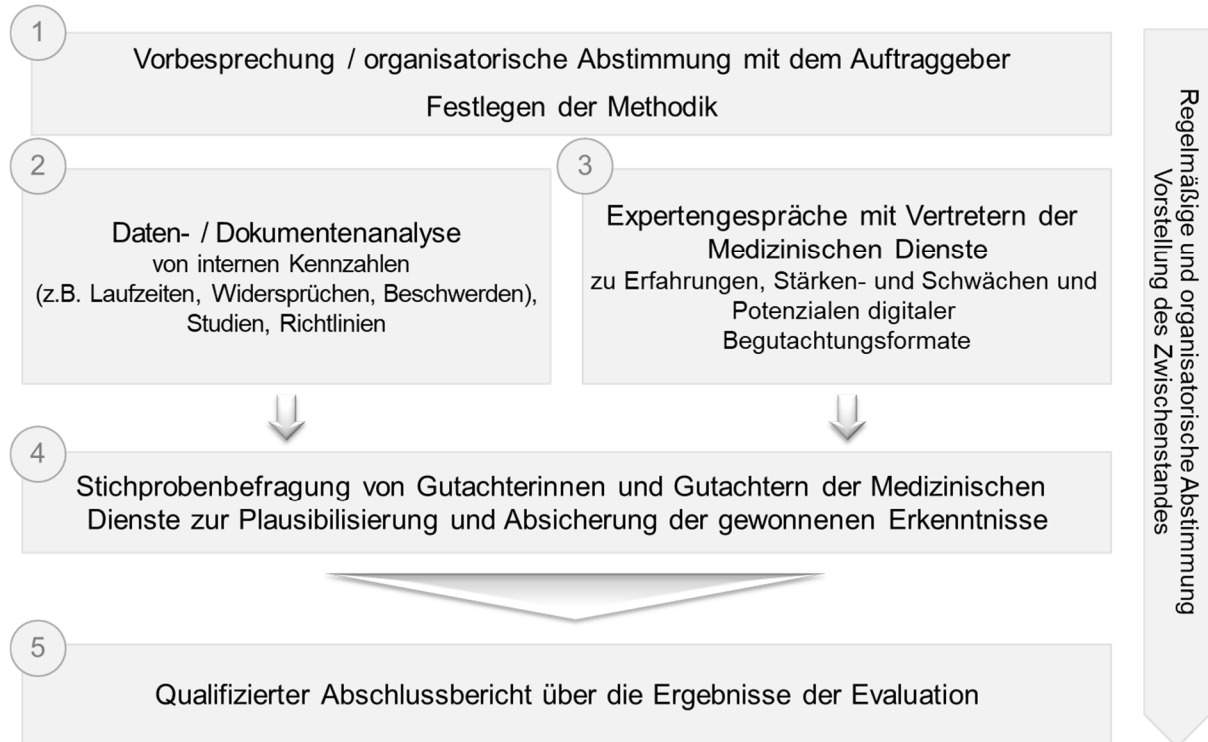 1
Vorbesprechung / organisatorische Abstimmung mit dem Auftraggeber
Festlegen der Methodik
2
Daten- / Dokumentenanalyse
von internen Kennzahlen
(z.B. Laufzeiten, Widersprüchen, Beschwerden),
Studien, Richtlinien
3
Expertengespräche mit Vertretern der
Medizinischen Dienste
zu Erfahrungen, Stärken- und Schwächen und
Potenzialen digitaler
Begutachtungsformate
4
Stichprobenbefragung von Gutachterinnen und Gutachtern der Medizinischen
Dienste zur Plausibilisierung und Absicherung der gewonnenen Erkenntnisse
5
Qualifizierter Abschlussbericht über die Ergebnisse der Evaluation
Regelmäßige und organisatorische Abstimmung
Vorstellung des Zwischenstandes